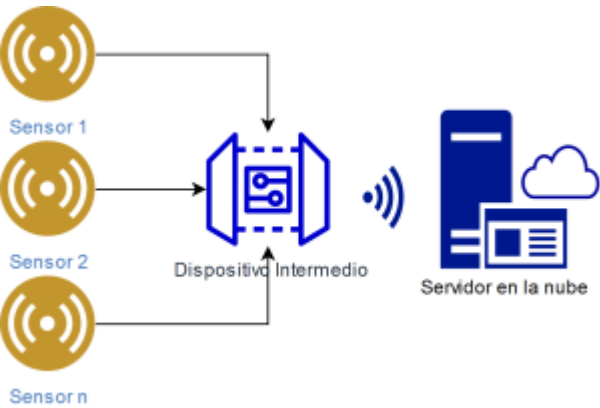 Sensor 1
Sensor 2
Dispositivo Intermedio
Servidor en la nube
Sensor n